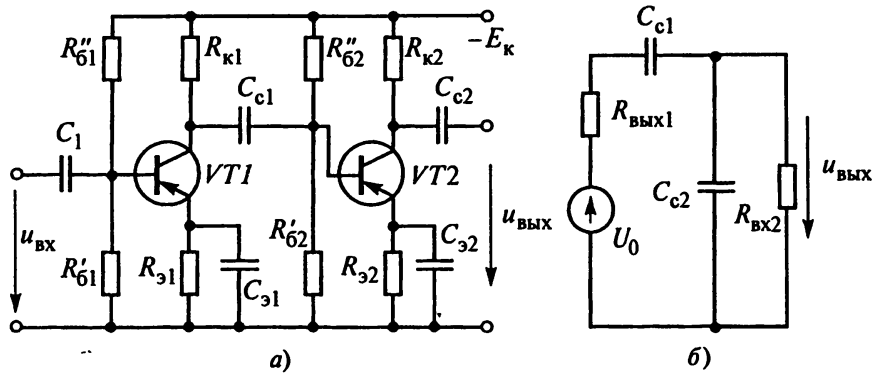 R″б1
Rк1
R″б2
Rк2
−Eк
Cс1
Cс2
C1
VT1
VT2
uвх
R′б1
Rэ1
Cэ1
R′б2
Rэ2
Cэ2
uвых
а)
Cс1
Rвых1
U0
Cс2
Rвх2
uвых
б)